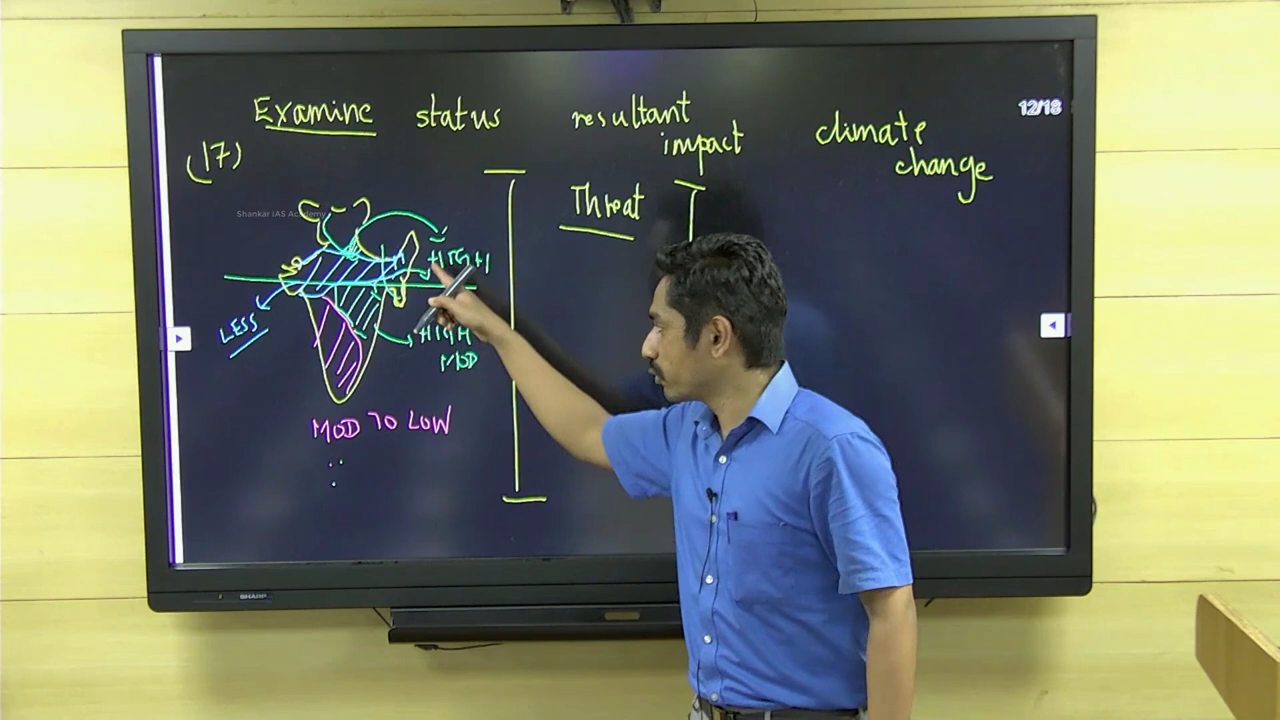 Examine status resultant impact climate change
12/18
(17)
Threat
Shankar IAS Academy
HIGH
LESS
HIGH
MOD
MOD TO LOW
SHARP